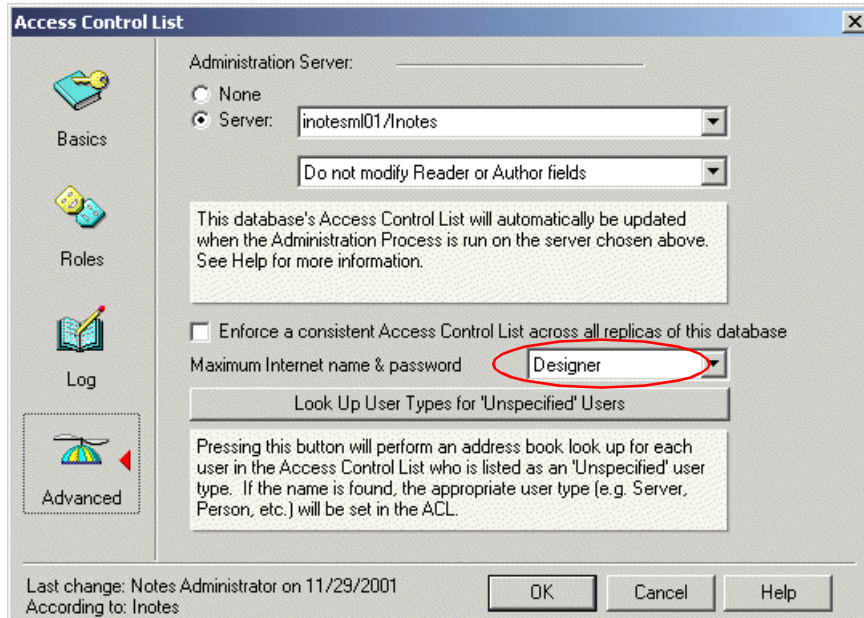 Access Control List
Basics
Roles
Log
Advanced
Administration Server:
None
Server: inotesml01/Inotes
Do not modify Reader or Author fields
This database's Access Control List will automatically be updated
when the Administration Process is run on the server chosen above.
See Help for more information.
Enforce a consistent Access Control List across all replicas of this database
Maximum Internet name & password Designer
Look Up User Types for 'Unspecified' Users
Pressing this button will perform an address book look up for each
user in the Access Control List who is listed as an 'Unspecified' user
type. If the name is found, the appropriate user type (e.g. Server,
Person, etc.) will be set in the ACL.
Last change: Notes Administrator on 11/29/2001
According to: Inotes
OK Cancel Help